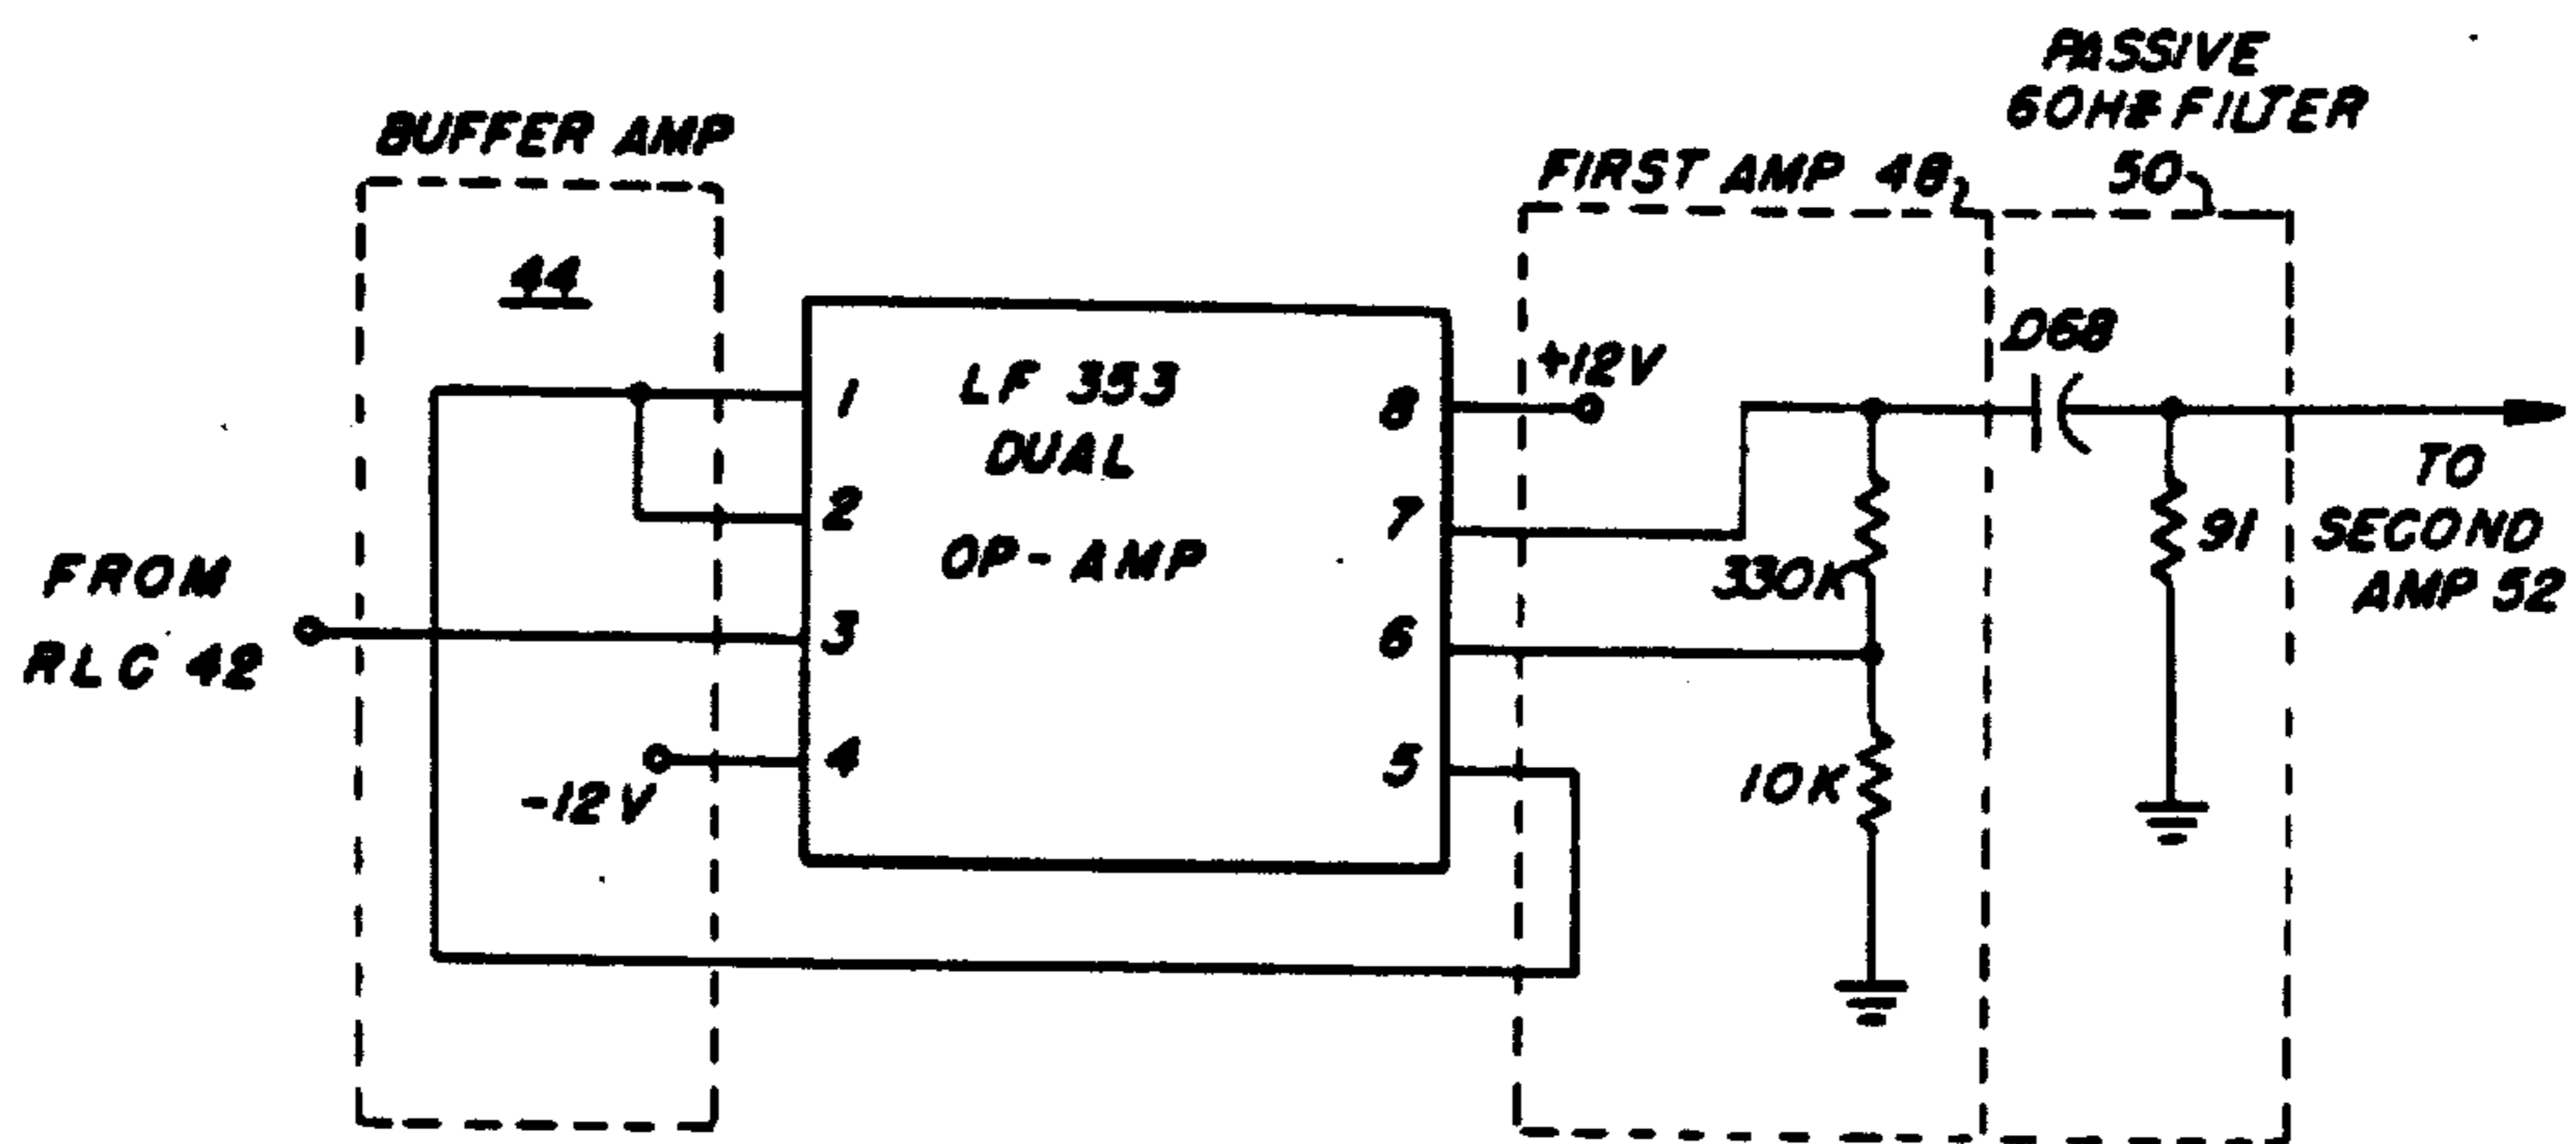 PASSIVE
60HZ FILTER
50
BUFFER AMP
FIRST AMP 48
44
.068
+12V
LF 353
DUAL
OP-AMP
1
2
3
4
8
7
6
5
330K
10K
91
-12V
FROM
RLC 42
TO
SECOND
AMP 52